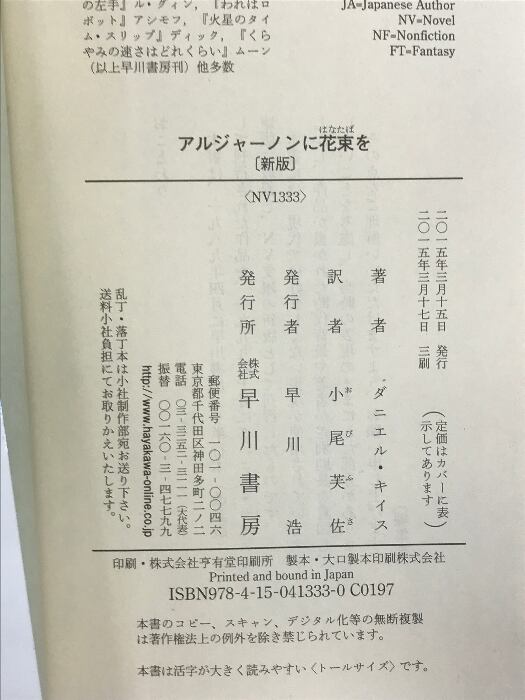 の左手』ル・グィン,『われはロ
ボット』アシモフ,『火星のタイ
ム・スリップ』ディック,『くら
やみの速さはどれくらい』ムーン
(以上早川書房刊)他多数
JA=Japanese Author
NV=Novel
NF=Nonfiction
FT=Fantasy
はなたば
アルジャーノンに花束を
〔新版〕
〈NV1333〉
二〇一五年三月十五日 発行
二〇一五年三月十七日 三刷
(定価はカバーに表
示してあります)
著者 ダニエル・キイス
訳者 小尾芙佐
お び ふ さ
発行者 早川浩
発行所 株式会社 早川書房
郵便番号 一〇一-〇〇四六
東京都千代田区神田多町二ノ二
電話 〇三-三二五二-三一一一(大代表)
振替 〇〇一六〇-三-四七七九九
http://www.hayakawa-online.co.jp
乱丁・落丁本は小社制作部宛お送り下さい。
送料小社負担にてお取りかえいたします。
印刷・株式会社亨有堂印刷所 製本・大口製本印刷株式会社
Printed and bound in Japan
ISBN978-4-15-041333-0 C0197
本書のコピー、スキャン、デジタル化等の無断複製
は著作権法上の例外を除き禁じられています。
本書は活字が大きく読みやすい〈トールサイズ〉です。